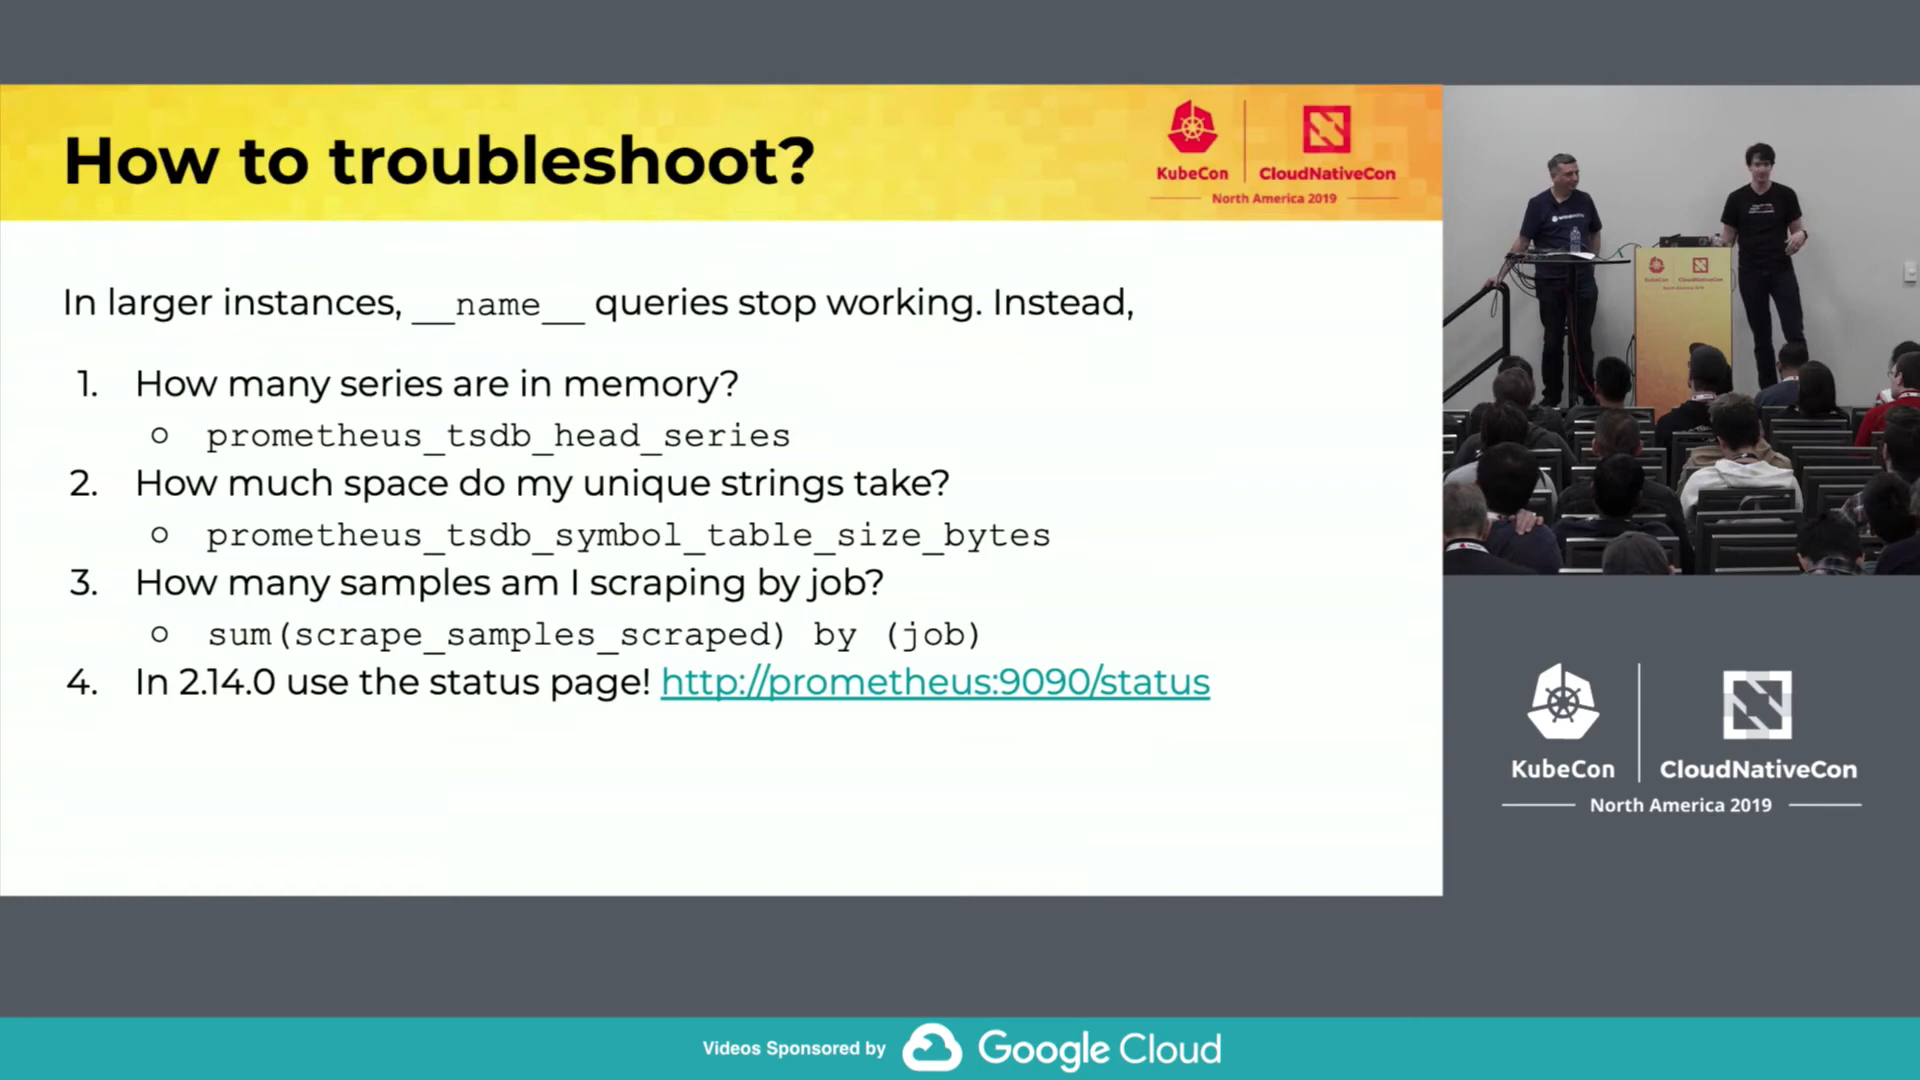 How to troubleshoot?
KubeCon
CloudNativeCon
North America 2019
In larger instances, __name__ queries stop working. Instead,
1. How many series are in memory?
○ prometheus_tsdb_head_series
2. How much space do my unique strings take?
○ prometheus_tsdb_symbol_table_size_bytes
3. How many samples am I scraping by job?
○ sum(scrape_samples_scraped) by (job)
4. In 2.14.0 use the status page! http://prometheus:9090/status
KubeCon
CloudNativeCon
North America 2019
Videos Sponsored by Google Cloud